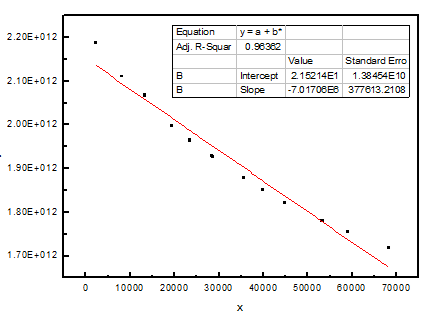 Equation y = a + b*
Adj. R-Squar 0.96362
Value Standard Erro
B Intercept 2.15214E1 1.38454E10
B Slope -7.01706E6 377613.2108
2.20E+012
2.10E+012
2.00E+012
1.90E+012
1.80E+012
1.70E+012
0 10000 20000 30000 40000 50000 60000 70000
x